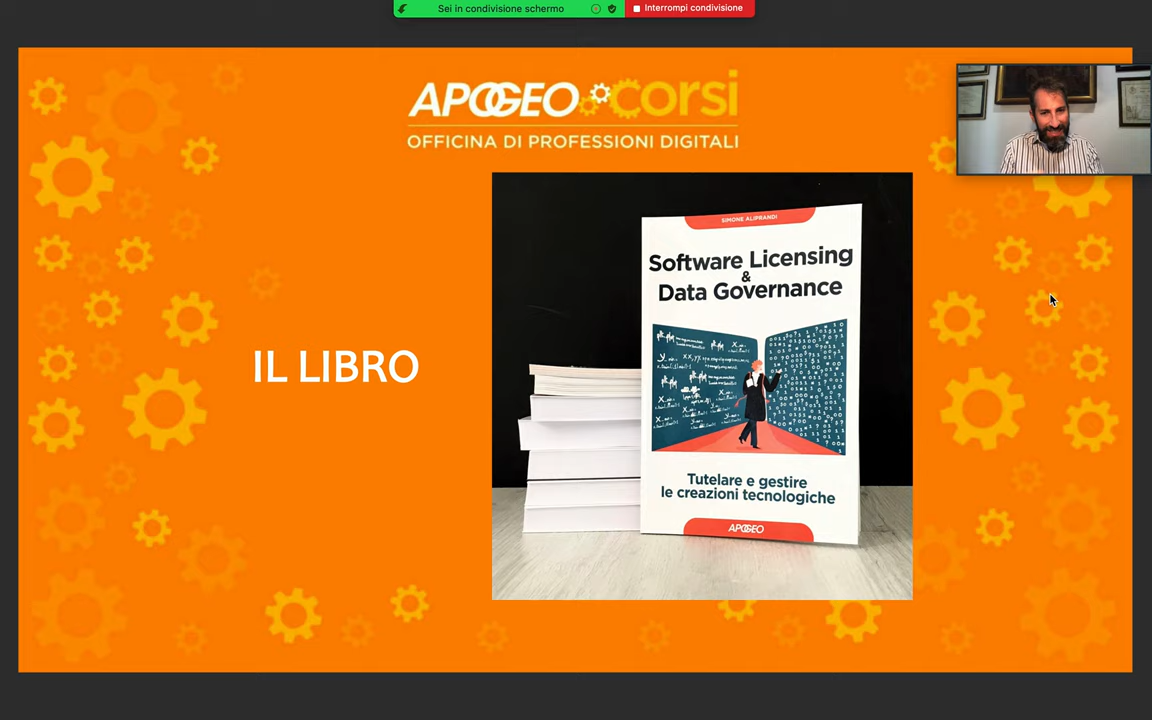 Sei in condivisione schermo
Interrompi condivisione
APOGEO corsi
OFFICINA DI PROFESSIONI DIGITALI
SIMONE ALIPRANDI
Software Licensing
&
Data Governance
IL LIBRO
Tutelare e gestire
le creazioni tecnologiche
APOGEO